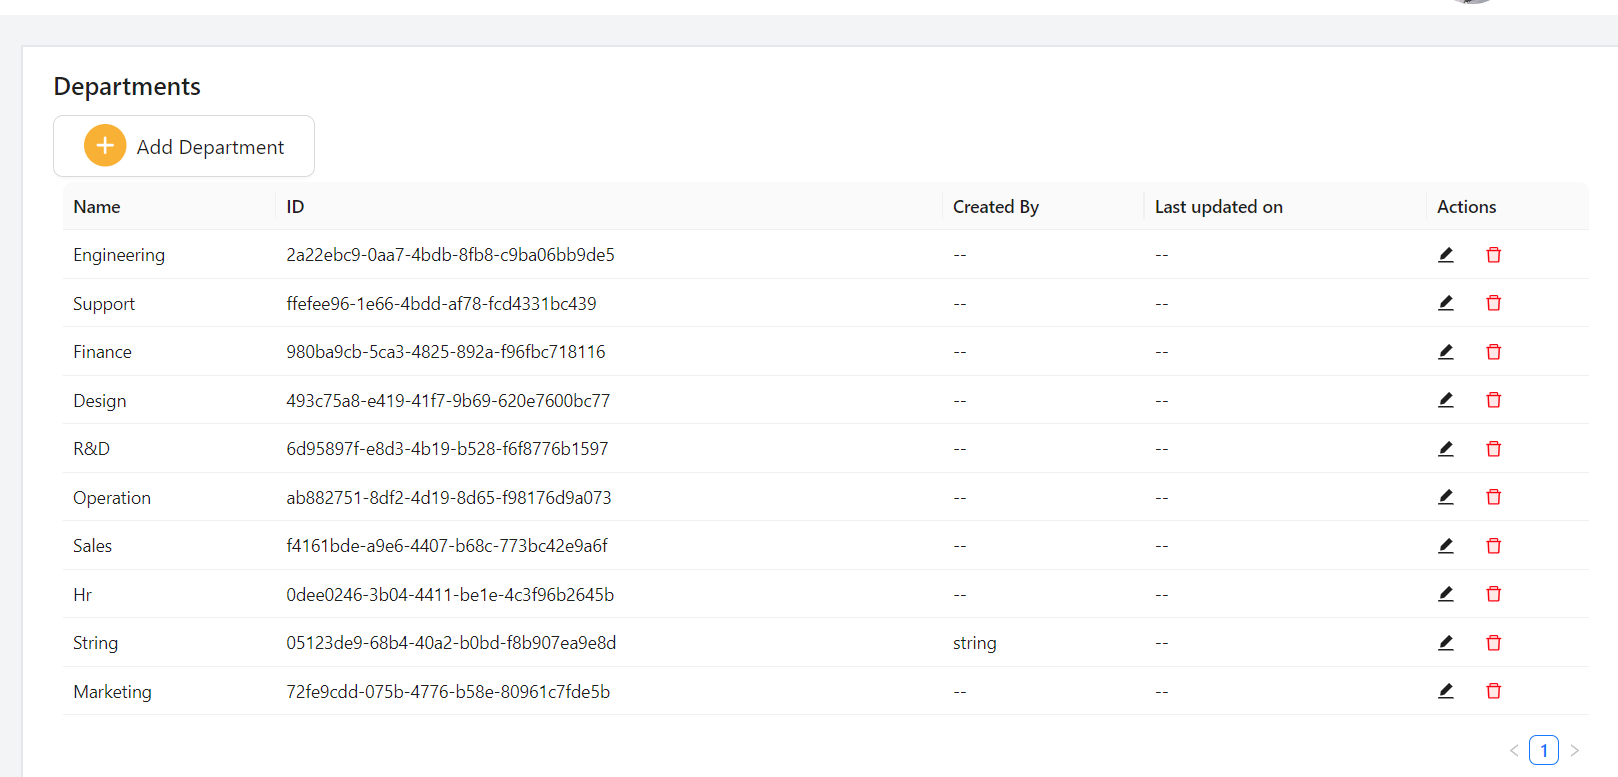 Departments
Add Department
Name ID Created By Last updated on Actions
Engineering 2a22ebc9-0aa7-4bdb-8fb8-c9ba06bb9de5 -- --
Support ffefee96-1e66-4bdd-af78-fcd4331bc439 -- --
Finance 980ba9cb-5ca3-4825-892a-f96fbc718116 -- --
Design 493c75a8-e419-41f7-9b69-620e7600bc77 -- --
R&D 6d95897f-e8d3-4b19-b528-f6f8776b1597 -- --
Operation ab882751-8df2-4d19-8d65-f98176d9a073 -- --
Sales f4161bde-a9e6-4407-b68c-773bc42e9a6f -- --
Hr 0dee0246-3b04-4411-be1e-4c3f96b2645b -- --
String 05123de9-68b4-40a2-b0bd-f8b907ea9e8d string --
Marketing 72fe9cdd-075b-4776-b58e-80961c7fde5b -- --
< 1 >